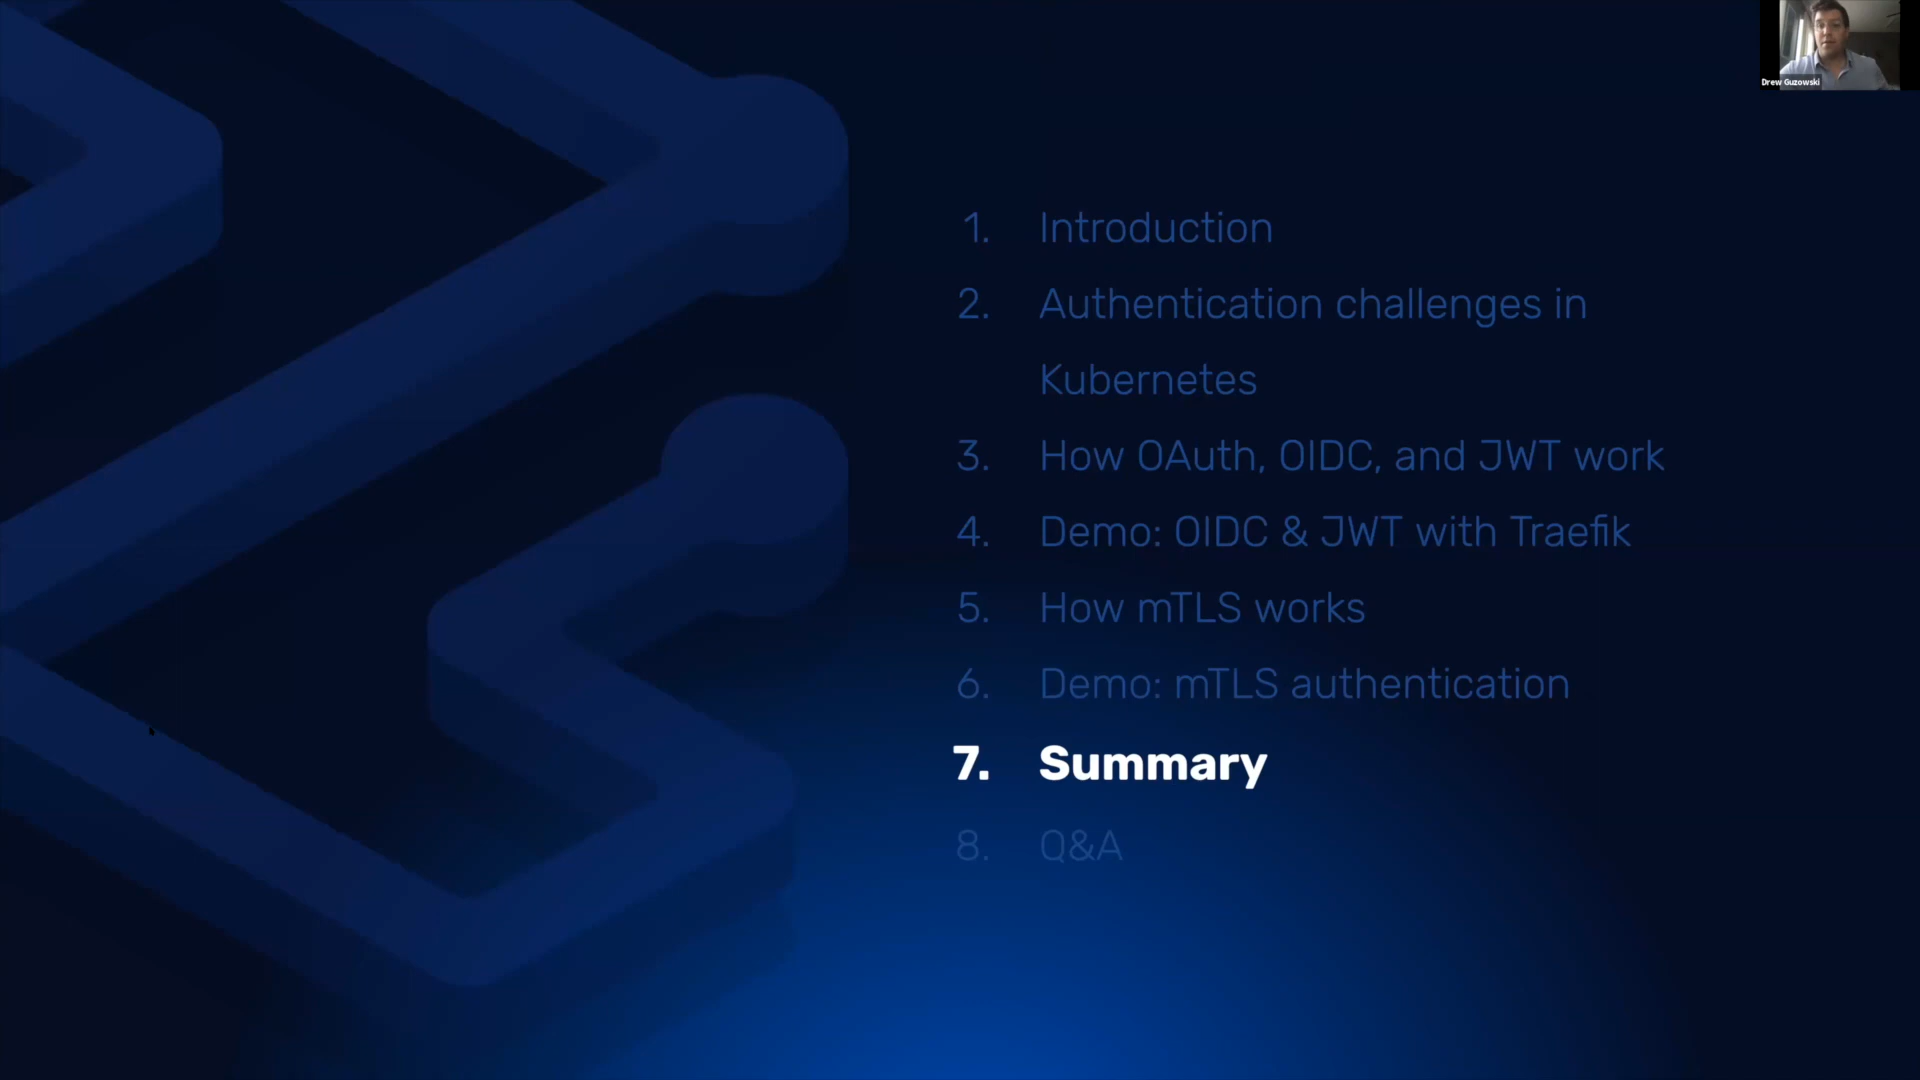 Drew Guzowski
1. Introduction
2. Authentication challenges in
Kubernetes
3. How OAuth, OIDC, and JWT work
4. Demo: OIDC & JWT with Traefik
5. How mTLS works
6. Demo: mTLS authentication
7. Summary
8. Q&A